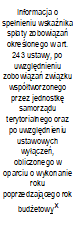 Informacja o
spełnieniu wskaźnika
spłaty zobowiązań
określonego w art.
243 ustawy, po
uwzględnieniu
zobowiązań związku
współtworzonego
przez jednostkę
samorządu
terytorialnego oraz
po uwzględnieniu
ustawowych
wyłączeń,
obliczonego w
oparciu o wykonanie
roku
poprzedzającego rok
budżetowy x